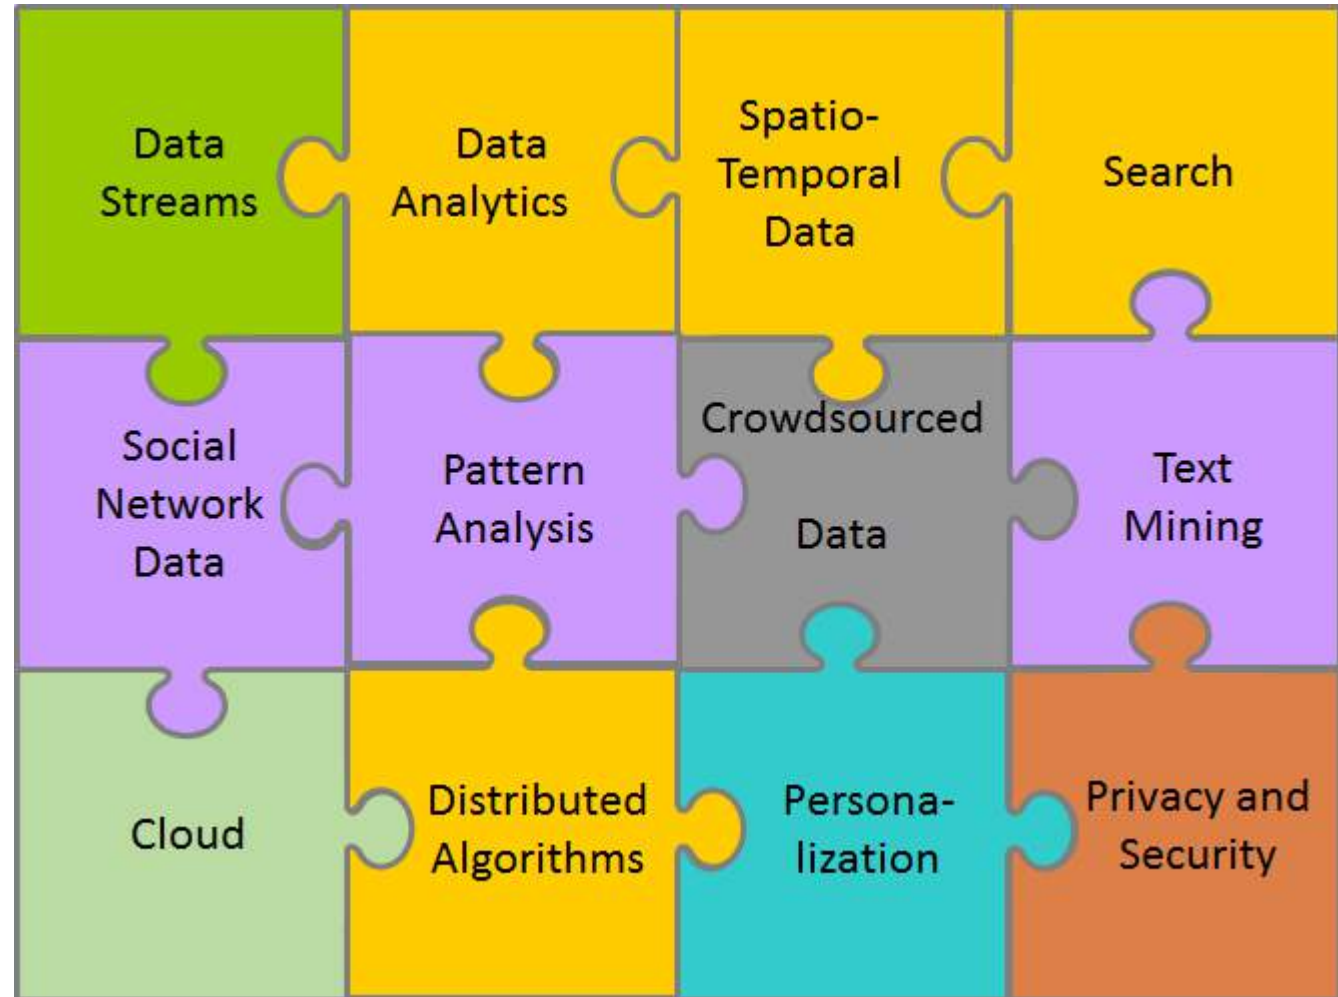 Data
Streams
Data
Analytics
Spatio-
Temporal
Data
Search
Social
Network
Data
Pattern
Analysis
Crowdsourced
Data
Text
Mining
Cloud
Distributed
Algorithms
Persona-
lization
Privacy and
Security